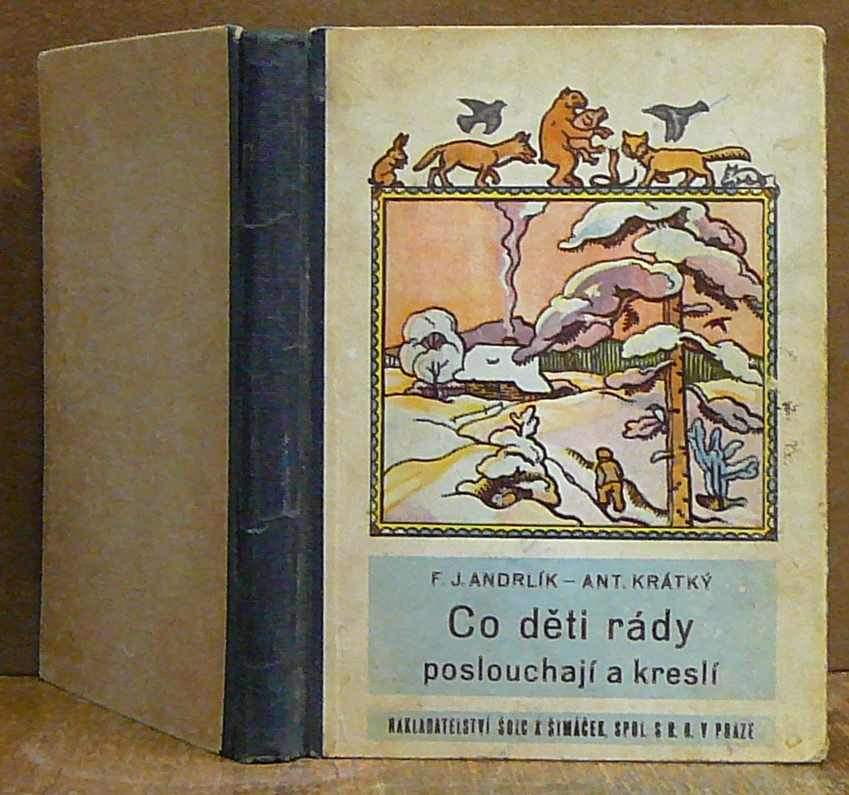 F. J. ANDRLÍK – ANT. KRÁTKÝ
Co děti rády
poslouchají a kreslí
NAKLADATELSTVÍ ŠOLC A ŠIMÁČEK, SPOL. S R. O. V PRAZE